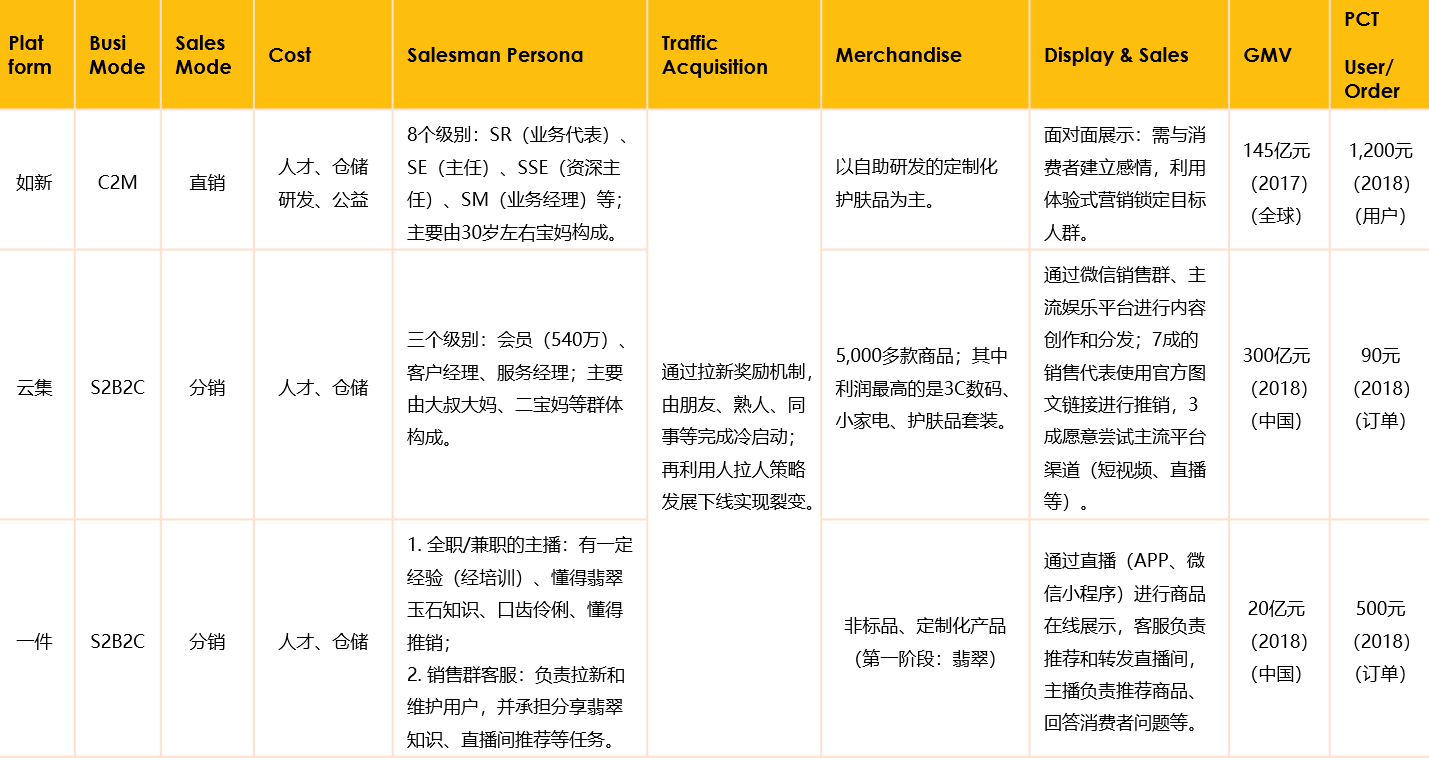 Plat
form
Busi
Mode
Sales
Mode
Cost
Salesman Persona
Traffic
Acquisition
Merchandise
Display & Sales
GMV
PCT
User/
Order
如新
C2M
直销
人才、仓储
研发、公益
8个级别：SR（业务代表）、
SE（主任）、SSE（资深主
任）、SM（业务经理）等；
主要由30岁左右宝妈构成。
通过拉新奖励机制，
由朋友、熟人、同
事等完成冷启动；
再利用人拉人策略
发展下线实现裂变。
以自助研发的定制化
护肤品为主。
面对面展示：需与消
费者建立感情，利用
体验式营销锁定目标
人群。
145亿元
（2017）
（全球）
1,200元
（2018）
（用户）
云集
S2B2C
分销
人才、仓储
三个级别：会员（540万）、
客户经理、服务经理；主要
由大叔大妈、二宝妈等群体
构成。
5,000多款商品；其中
利润最高的是3C数码、
小家电、护肤品套装。
通过微信销售群、主
流娱乐平台进行内容
创作和分发；7成的
销售代表使用官方图
文链接进行推销，3
成愿意尝试主流平台
渠道（短视频、直播
等）。
300亿元
（2018）
（中国）
90元
（2018）
（订单）
一件
S2B2C
分销
人才、仓储
1. 全职/兼职的主播：有一定
经验（经培训）、懂得翡翠
玉石知识、口齿伶俐、懂得
推销；
2. 销售群客服：负责拉新和
维护用户，并承担分享翡翠
知识、直播间推荐等任务。
非标品、定制化产品
（第一阶段：翡翠）
通过直播（APP、微
信小程序）进行商品
在线展示，客服负责
推荐和转发直播间，
主播负责推荐商品、
回答消费者问题等。
20亿元
（2018）
（中国）
500元
（2018）
（订单）